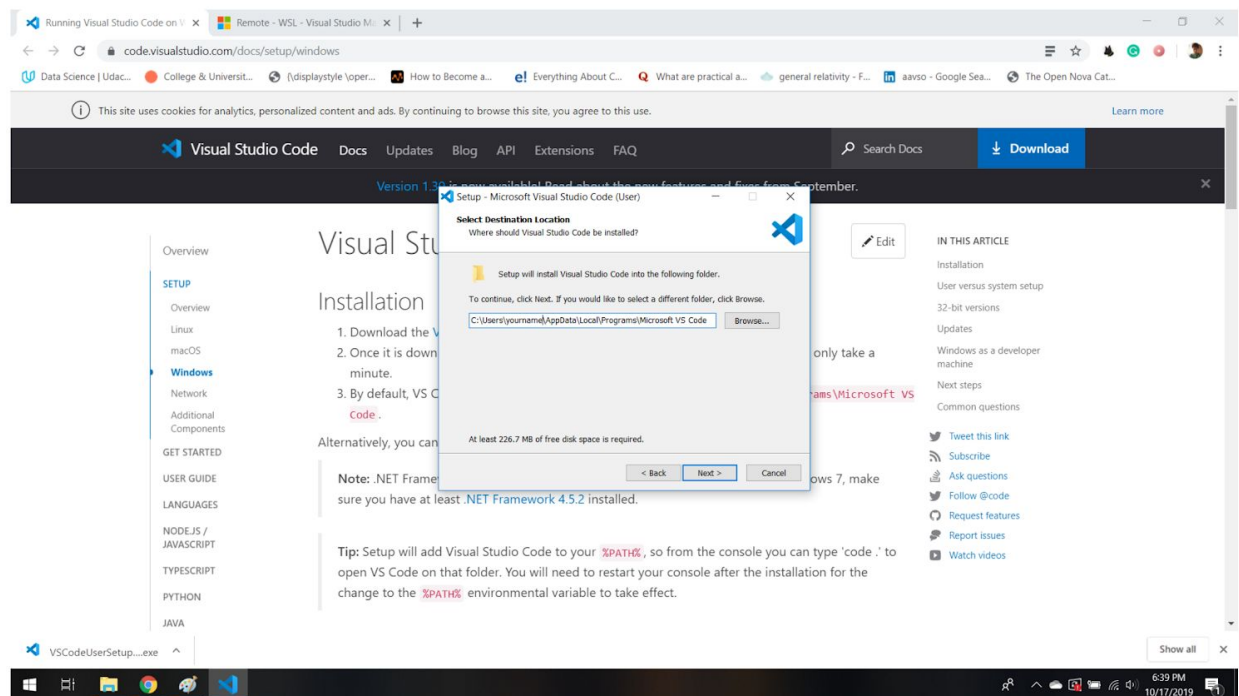 Running Visual Studio Code on W
Remote - WSL - Visual Studio Ma
code.visualstudio.com/docs/setup/windows
Data Science | Udac...
College & Universit...
(\displaystyle \oper...
How to Become a...
Everything About C...
What are practical a...
general relativity - F...
aavso - Google Sea...
The Open Nova Cat...
This site uses cookies for analytics, personalized content and ads. By continuing to browse this site, you agree to this use.
Learn more
Visual Studio Code
Docs
Updates
Blog
API
Extensions
FAQ
Search Docs
Download
Version 1.39 is now available! Read about the new features and fixes from September.
Setup - Microsoft Visual Studio Code (User)
Select Destination Location
Where should Visual Studio Code be installed?
Setup will install Visual Studio Code into the following folder.
To continue, click Next. If you would like to select a different folder, click Browse.
C:\Users\yourname\AppData\Local\Programs\Microsoft VS Code
Browse...
At least 226.7 MB of free disk space is required.
< Back
Next >
Cancel
Overview
SETUP
Overview
Linux
macOS
Windows
Network
Additional
Components
GET STARTED
USER GUIDE
LANGUAGES
NODE.JS /
JAVASCRIPT
TYPESCRIPT
PYTHON
JAVA
Visual Stu
Edit
Installation
1. Download the V
2. Once it is down
only take a
minute.
3. By default, VS C
ams\Microsoft VS
Code.
Alternatively, you can
Note: .NET Frame
ows 7, make
sure you have at least .NET Framework 4.5.2 installed.
Tip: Setup will add Visual Studio Code to your %PATH%, so from the console you can type 'code .' to
open VS Code on that folder. You will need to restart your console after the installation for the
change to the %PATH% environmental variable to take effect.
IN THIS ARTICLE
Installation
User versus system setup
32-bit versions
Updates
Windows as a developer
machine
Next steps
Common questions
Tweet this link
Subscribe
Ask questions
Follow @code
Request features
Report issues
Watch videos
VSCodeUserSetup....exe
Show all
6:39 PM
10/17/2019